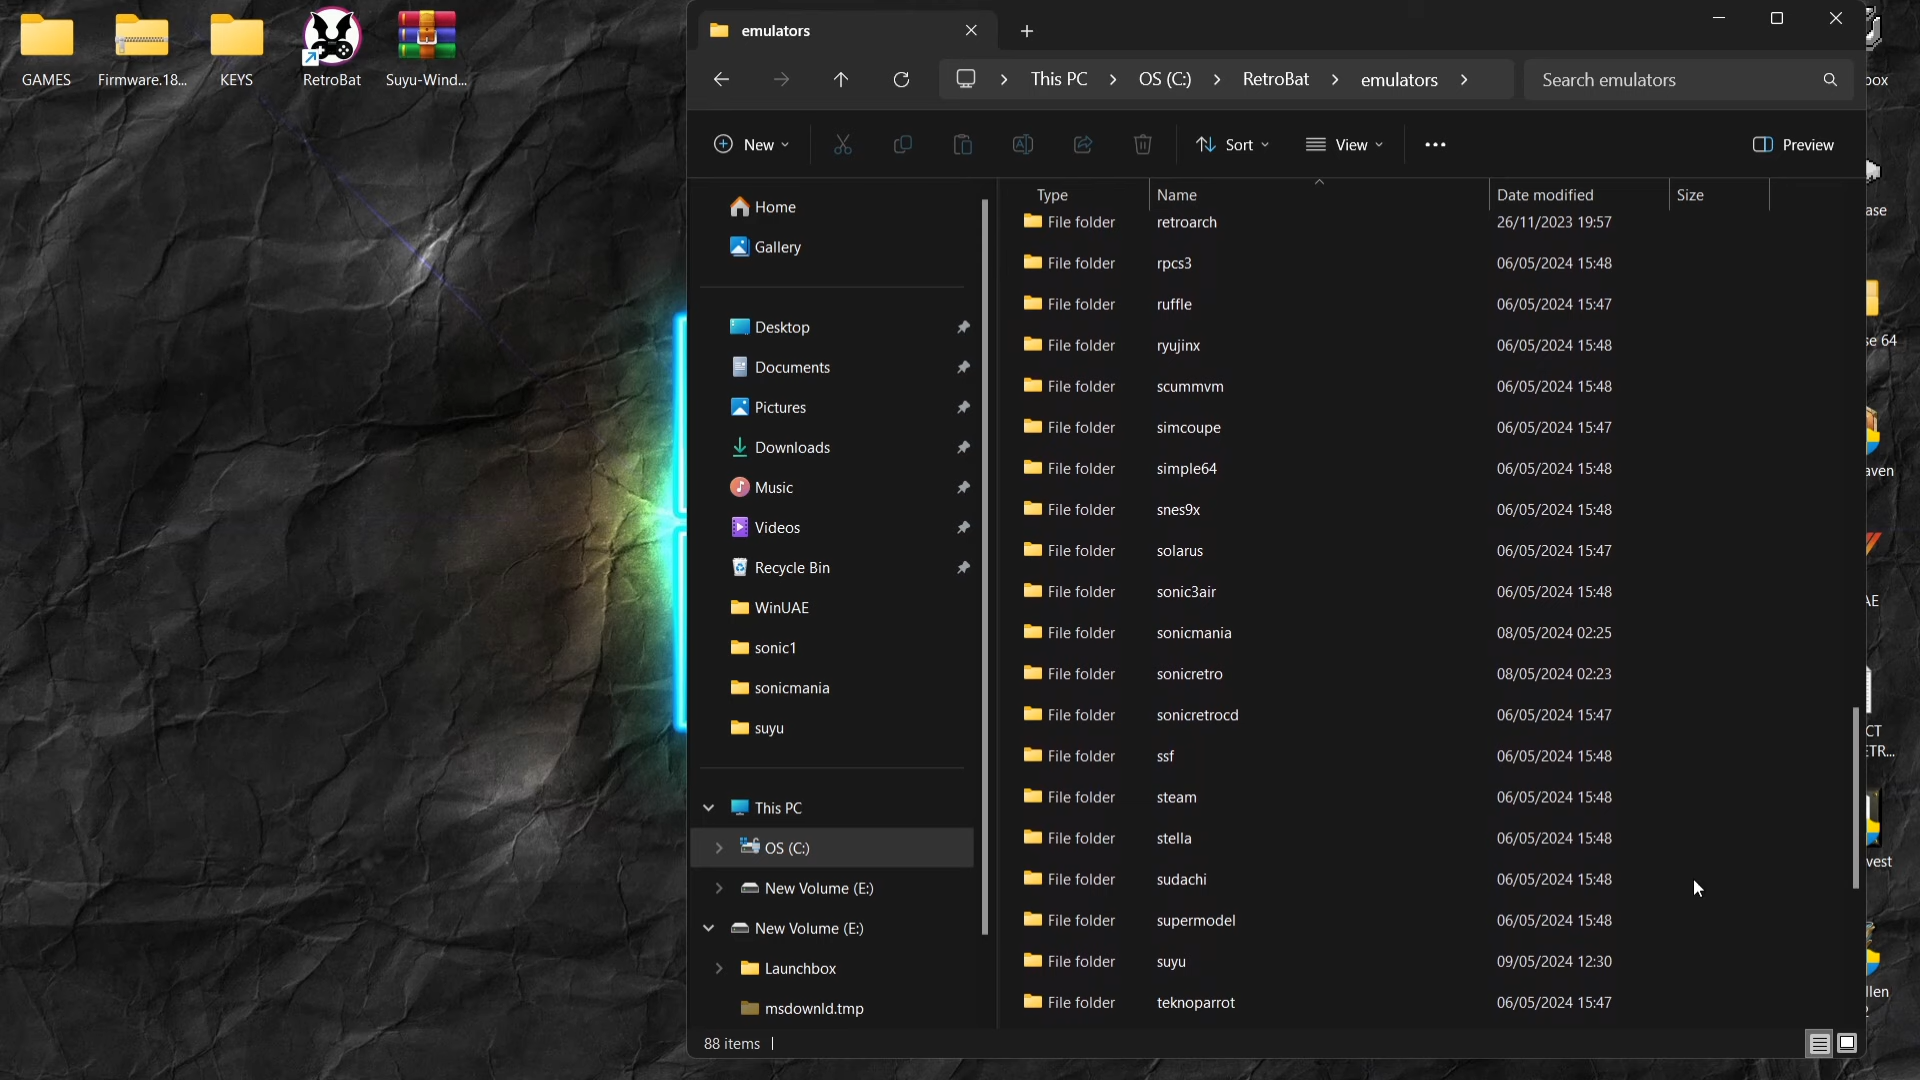 GAMES
Firmware.18...
KEYS
RetroBat
Suyu-Wind...
emulators
This PC
OS (C:)
RetroBat
emulators
Search emulators
New
Sort
View
Preview
Home
Gallery
Desktop
Documents
Pictures
Downloads
Music
Videos
Recycle Bin
WinUAE
sonic1
sonicmania
suyu
This PC
OS (C:)
New Volume (E:)
New Volume (E:)
Launchbox
msdownld.tmp
Type Name Date modified Size
File folder retroarch 26/11/2023 19:57
File folder rpcs3 06/05/2024 15:48
File folder ruffle 06/05/2024 15:47
File folder ryujinx 06/05/2024 15:48
File folder scummvm 06/05/2024 15:48
File folder simcoupe 06/05/2024 15:47
File folder simple64 06/05/2024 15:48
File folder snes9x 06/05/2024 15:48
File folder solarus 06/05/2024 15:47
File folder sonic3air 06/05/2024 15:48
File folder sonicmania 08/05/2024 02:25
File folder sonicretro 08/05/2024 02:23
File folder sonicretrocd 06/05/2024 15:47
File folder ssf 06/05/2024 15:48
File folder steam 06/05/2024 15:48
File folder stella 06/05/2024 15:48
File folder sudachi 06/05/2024 15:48
File folder supermodel 06/05/2024 15:48
File folder suyu 09/05/2024 12:30
File folder teknoparrot 06/05/2024 15:47
88 items
box
ase
se 64
aven
AE
CT
ETR...
vest
llen